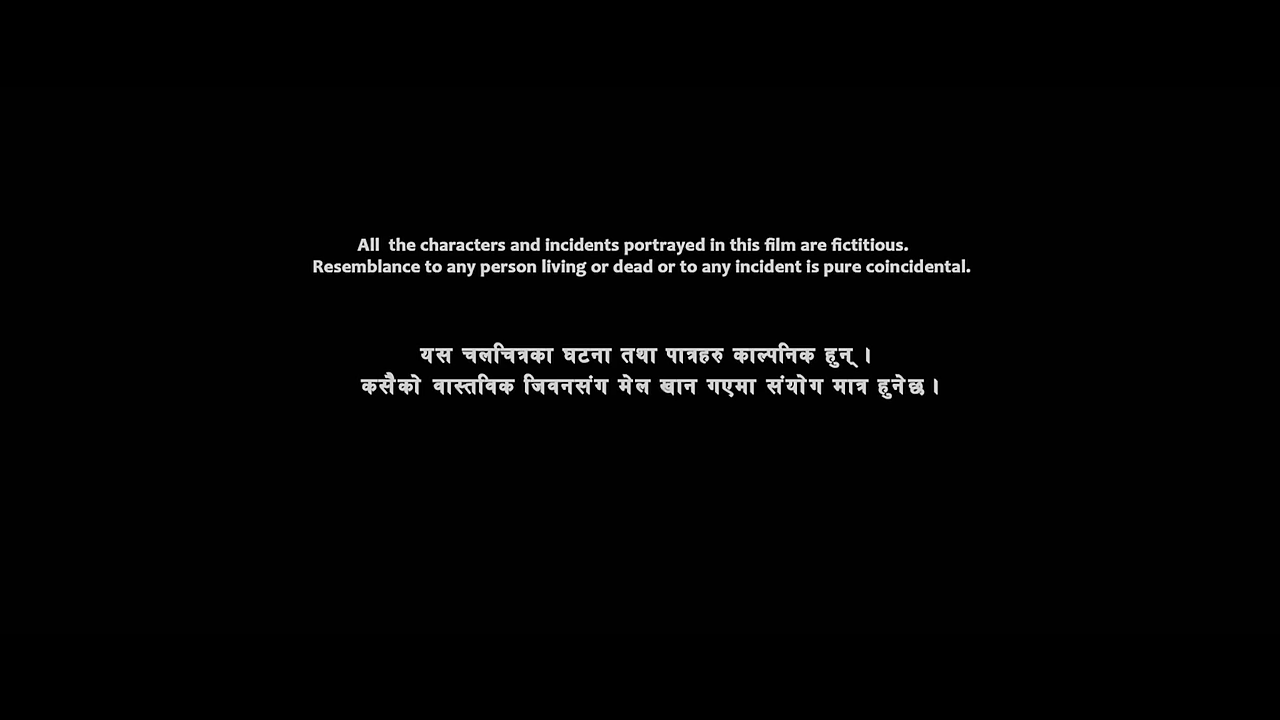 All  the characters and incidents portrayed in this film are fictitious.
Resemblance to any person living or dead or to any incident is pure coincidental.
यस चलचित्रका घटना तथा पात्रहरु काल्पनिक हुन् ।
कसैको वास्तविक जिवनसंग मेल खान गएमा संयोग मात्र हुनेछ ।